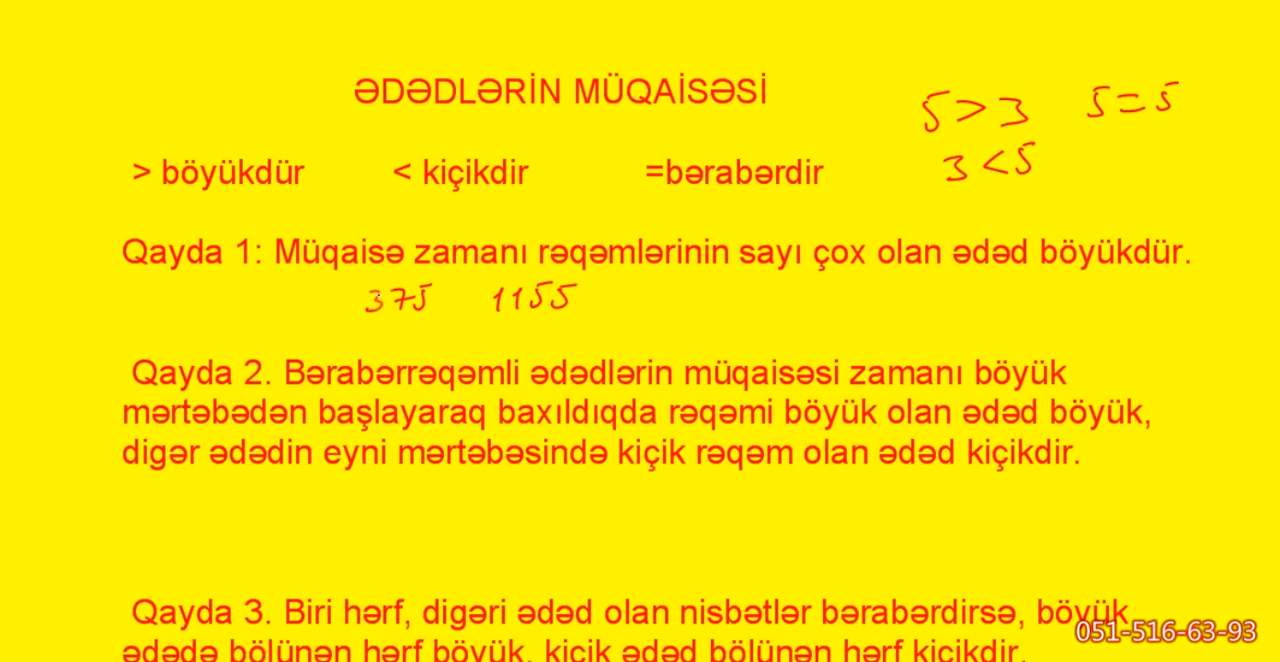 ƏDƏDLƏRİN MÜQAİSƏSİ
5>3 5=5
> böyükdür < kiçikdir =bərabərdir
3<5
Qayda 1: Müqaisə zamanı rəqəmlərinin sayı çox olan ədəd böyükdür.
375 1155
Qayda 2. Bərabərrəqəmli ədədlərin müqaisəsi zamanı böyük
mərtəbədən başlayaraq baxıldıqda rəqəmi böyük olan ədəd böyük,
digər ədədin eyni mərtəbəsində kiçik rəqəm olan ədəd kiçikdir.
Qayda 3. Biri hərf, digəri ədəd olan nisbətlər bərabərdirsə, böyük
051-516-63-93
ədədə bölünən hərf böyük, kiçik ədəd bölünən hərf kiçikdir.